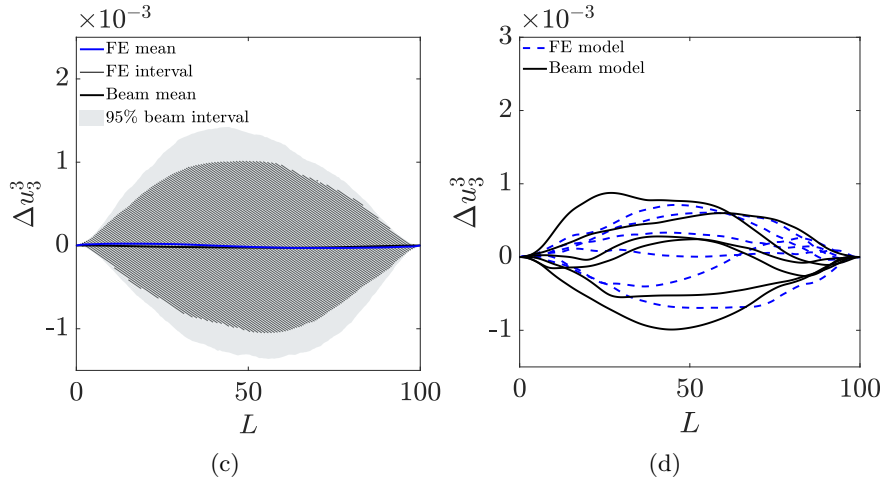 ×10⁻³
2
1
0
-1
Δu₃³
FE mean
FE interval
Beam mean
95% beam interval
0
50
100
L
(c)
×10⁻³
3
2
1
0
-1
Δu₃³
FE model
Beam model
0
50
100
L
(d)